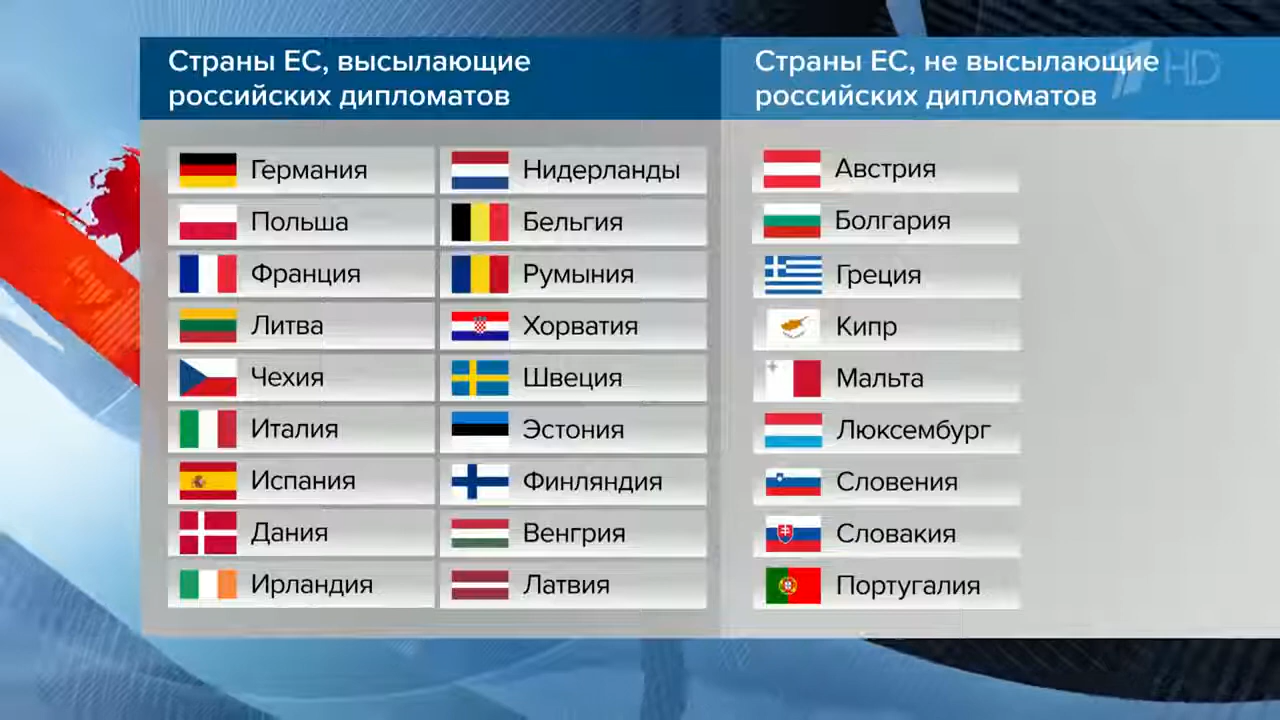 Страны ЕС, высылающие
российских дипломатов
Германия
Польша
Франция
Литва
Чехия
Италия
Испания
Дания
Ирландия
Нидерланды
Бельгия
Румыния
Хорватия
Швеция
Эстония
Финляндия
Венгрия
Латвия
Страны ЕС, не высылающие
российских дипломатов
HD
Австрия
Болгария
Греция
Кипр
Мальта
Люксембург
Словения
Словакия
Португалия